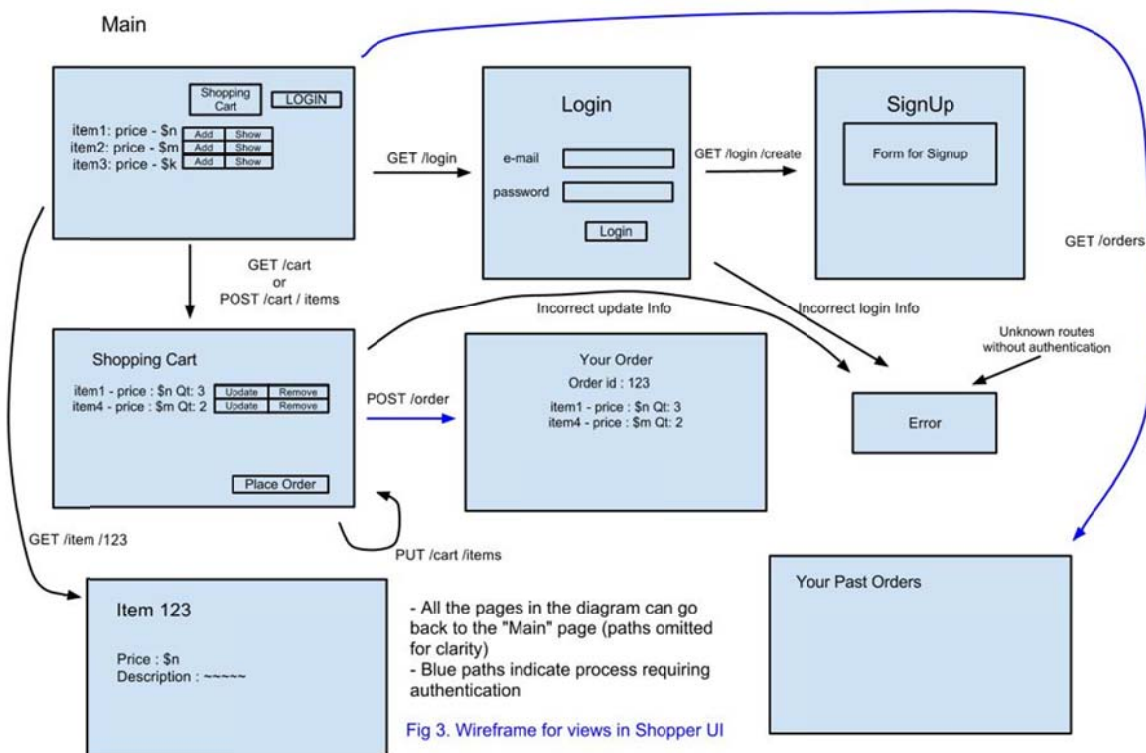 Main
Shopping
Cart
LOGIN
item1: price - $n Add Show
item2: price - $m Add Show
item3: price - $k Add Show
GET /login
Login
e-mail
password
Login
GET /login /create
SignUp
Form for Signup
GET /orders
GET /cart
or
POST /cart / items
Incorrect update Info
Incorrect login Info
Unknown routes
without authentication
Shopping Cart
item1 - price : $n Qt: 3 Update Remove
item4 - price : $m Qt: 2 Update Remove
Place Order
POST /order
Your Order
Order id : 123
item1 - price : $n Qt: 3
item4 - price : $m Qt: 2
Error
GET /item /123
PUT /cart /items
Item 123
Price : $n
Description : ~~~~~
- All the pages in the diagram can go
back to the "Main" page (paths omitted
for clarity)
- Blue paths indicate process requiring
authentication
Your Past Orders
Fig 3. Wireframe for views in Shopper UI